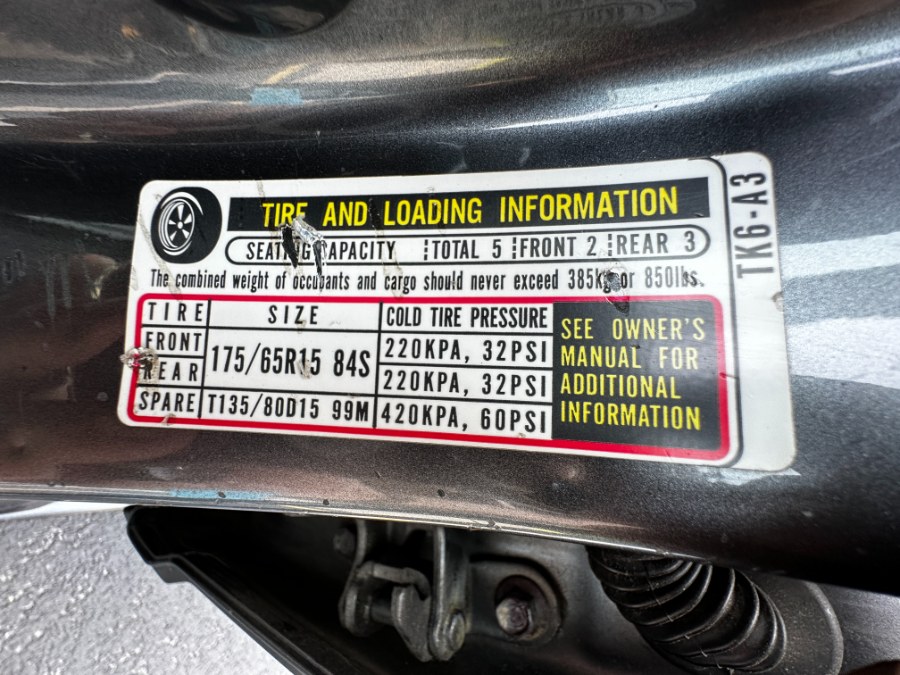 TIRE AND LOADING INFORMATION
SEATING CAPACITY TOTAL 5 FRONT 2 REAR 3
The combined weight of occupants and cargo should never exceed 385kg or 850lbs.
TIRE SIZE COLD TIRE PRESSURE
FRONT 175/65R15 84S 220KPA, 32PSI
REAR 220KPA, 32PSI
SPARE T135/80D15 99M 420KPA, 60PSI
SEE OWNER'S
MANUAL FOR
ADDITIONAL
INFORMATION
TK6-A3